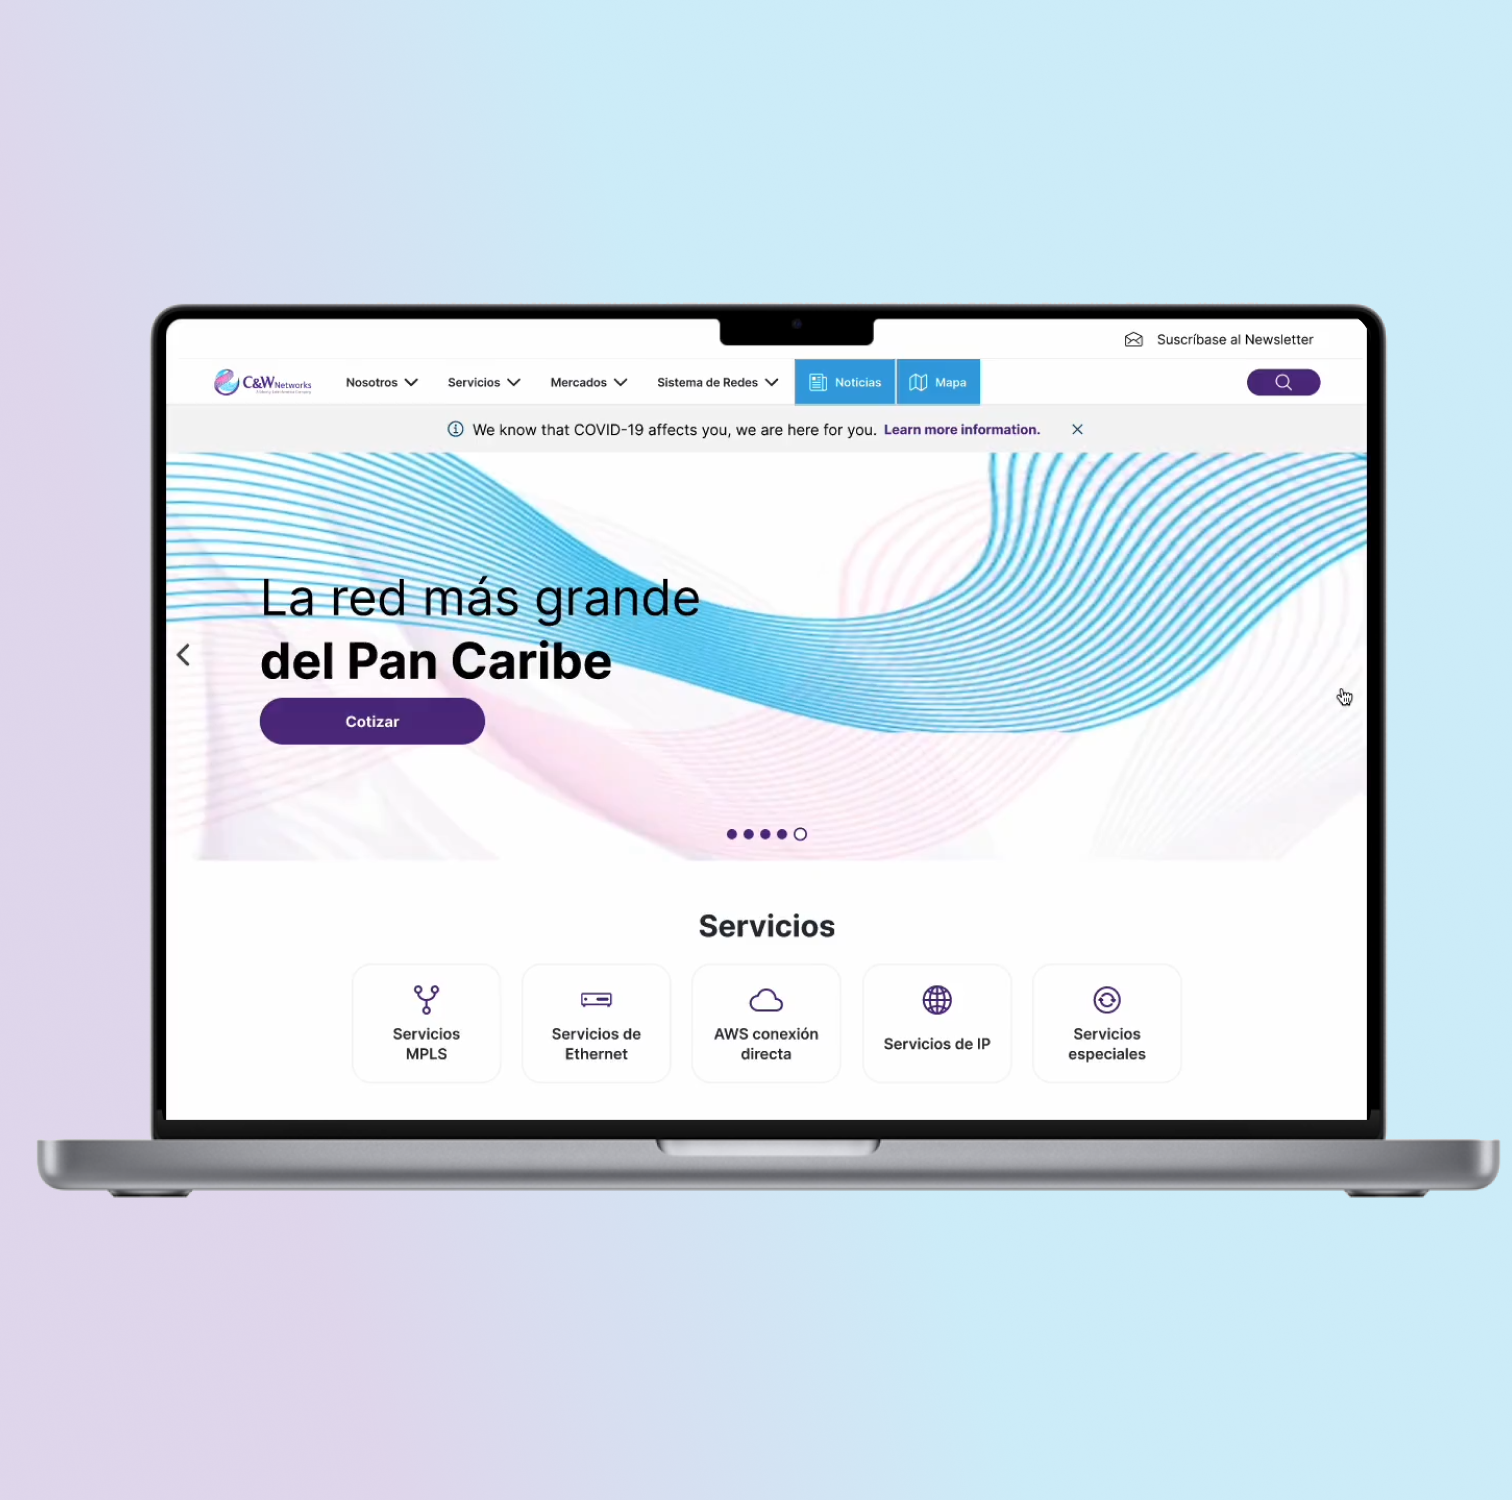 Suscríbase al Newsletter
C&W Networks
Nosotros
Servicios
Mercados
Sistema de Redes
Noticias
Mapa
We know that COVID-19 affects you, we are here for you. Learn more information.
La red más grande
del Pan Caribe
Cotizar
Servicios
Servicios
MPLS
Servicios de
Ethernet
AWS conexión
directa
Servicios de IP
Servicios
especiales